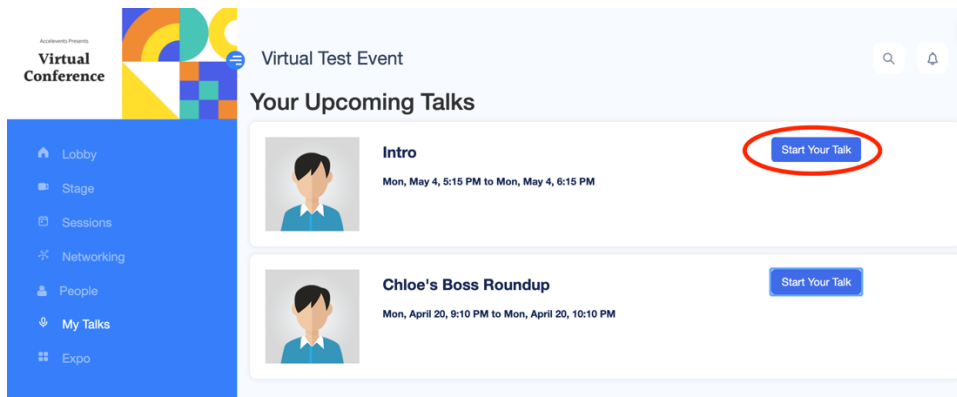 Accelevents Presents
Virtual
Conference
Virtual Test Event
Your Upcoming Talks
Lobby
Stage
Sessions
Networking
People
My Talks
Expo
Intro
Mon, May 4, 5:15 PM to Mon, May 4, 6:15 PM
Start Your Talk
Chloe's Boss Roundup
Mon, April 20, 9:10 PM to Mon, April 20, 10:10 PM
Start Your Talk